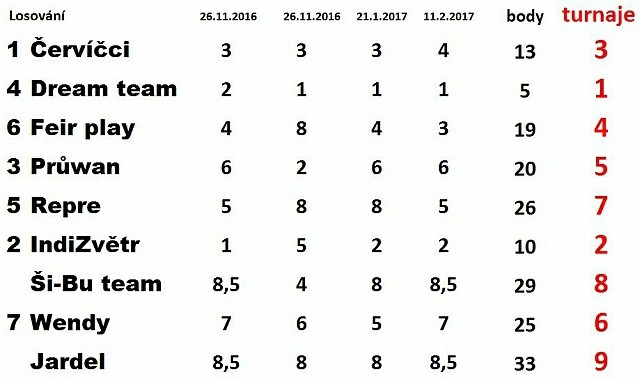 Losování 26.11.2016 26.11.2016 21.1.2017 11.2.2017 body turnaje
1 Červíčci 3 3 3 4 13 3
4 Dream team 2 1 1 1 5 1
6 Feir play 4 8 4 3 19 4
3 Průwan 6 2 6 6 20 5
5 Repre 5 8 8 5 26 7
2 IndiZvětr 1 5 2 2 10 2
Ši-Bu team 8,5 4 8 8,5 29 8
7 Wendy 7 6 5 7 25 6
Jardel 8,5 8 8 8,5 33 9